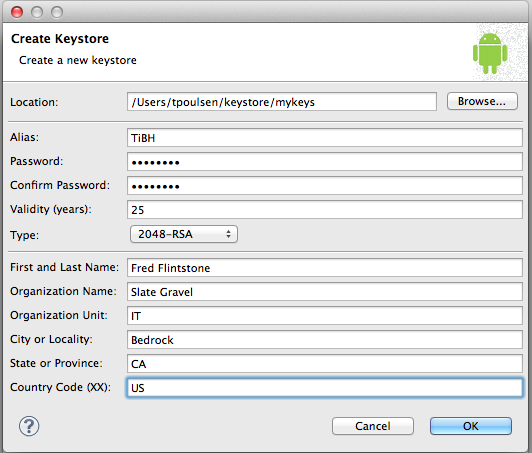 Create Keystore
Create a new keystore
Location: /Users/tpoulsen/keystore/mykeys Browse...
Alias: TiBH
Password: ••••••••
Confirm Password: ••••••••
Validity (years): 25
Type: 2048-RSA
First and Last Name: Fred Flintstone
Organization Name: Slate Gravel
Organization Unit: IT
City or Locality: Bedrock
State or Province: CA
Country Code (XX): US
? Cancel OK